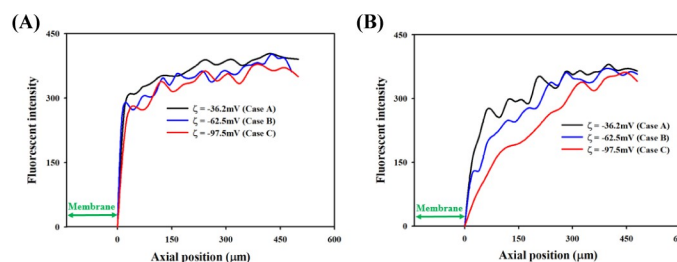 (A)
450
300
150
0
Fluorescent intensity
ζ = -36.2mV (Case A)
ζ = -62.5mV (Case B)
ζ = -97.5mV (Case C)
Membrane
0 150 300 450 600
Axial position (μm)
(B)
450
300
150
0
Fluorescent intensity
ζ = -36.2mV (Case A)
ζ = -62.5mV (Case B)
ζ = -97.5mV (Case C)
Membrane
0 150 300 450 600
Axial position (μm)